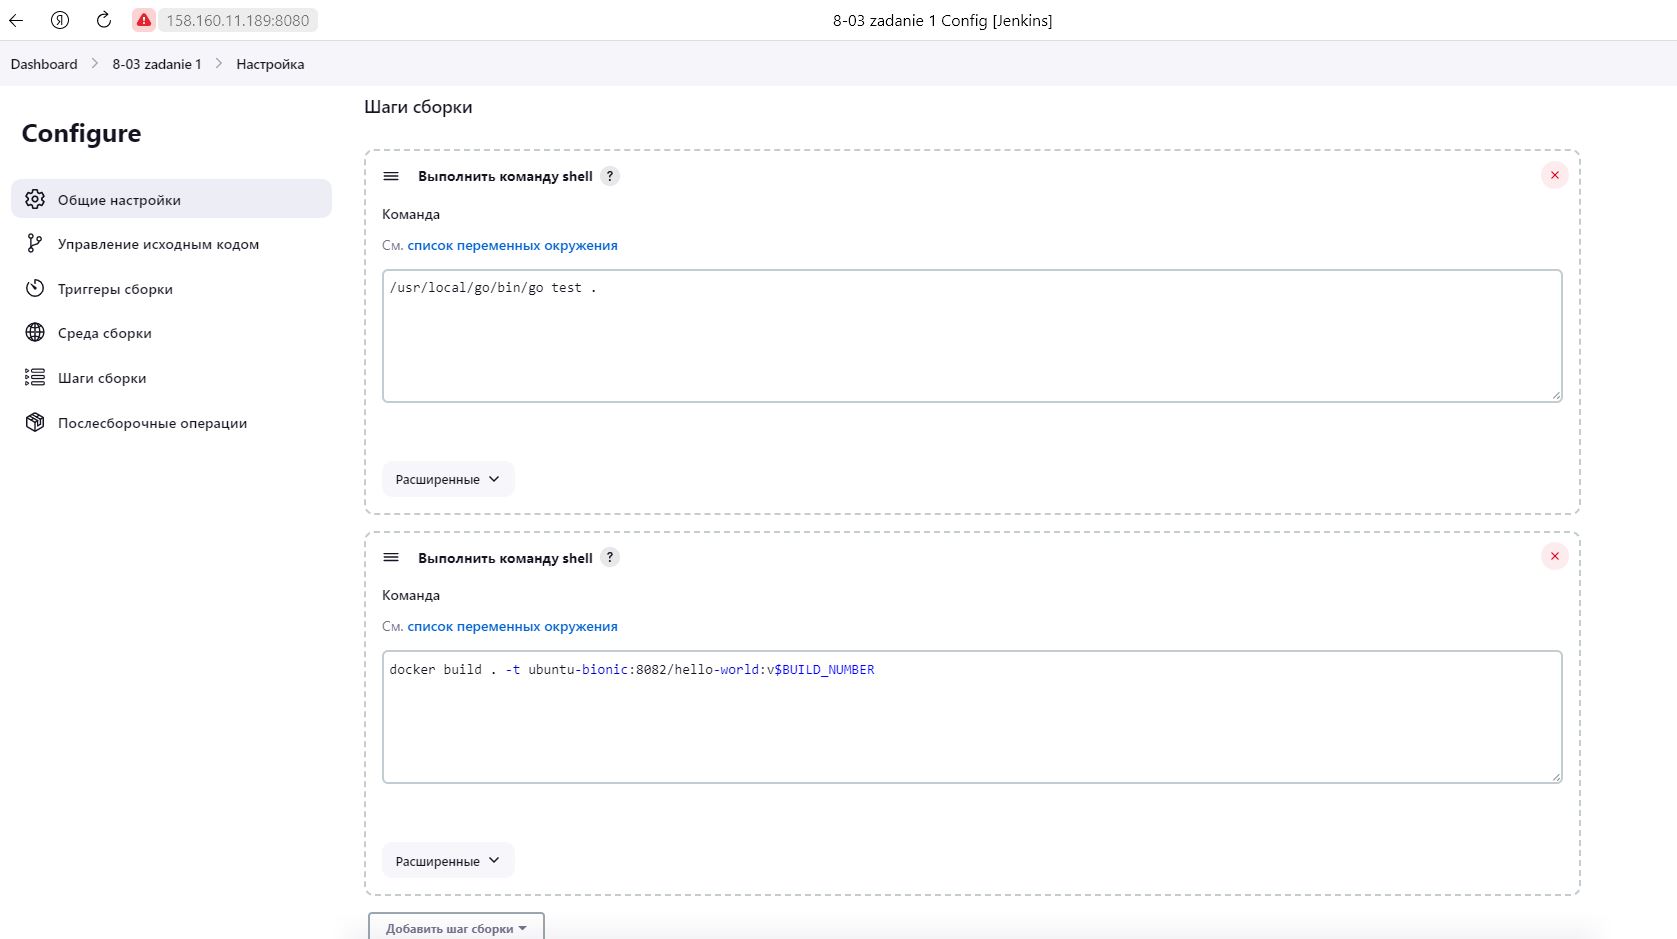 158.160.11.189:8080
8-03 zadanie 1 Config [Jenkins]
Dashboard > 8-03 zadanie 1 > Настройка
Configure
Общие настройки
Управление исходным кодом
Триггеры сборки
Среда сборки
Шаги сборки
Послесборочные операции
Шаги сборки
Выполнить команду shell ?
Команда
См. список переменных окружения
/usr/local/go/bin/go test .
Расширенные
Выполнить команду shell ?
Команда
См. список переменных окружения
docker build . -t ubuntu-bionic:8082/hello-world:v$BUILD_NUMBER
Расширенные
Добавить шаг сборки